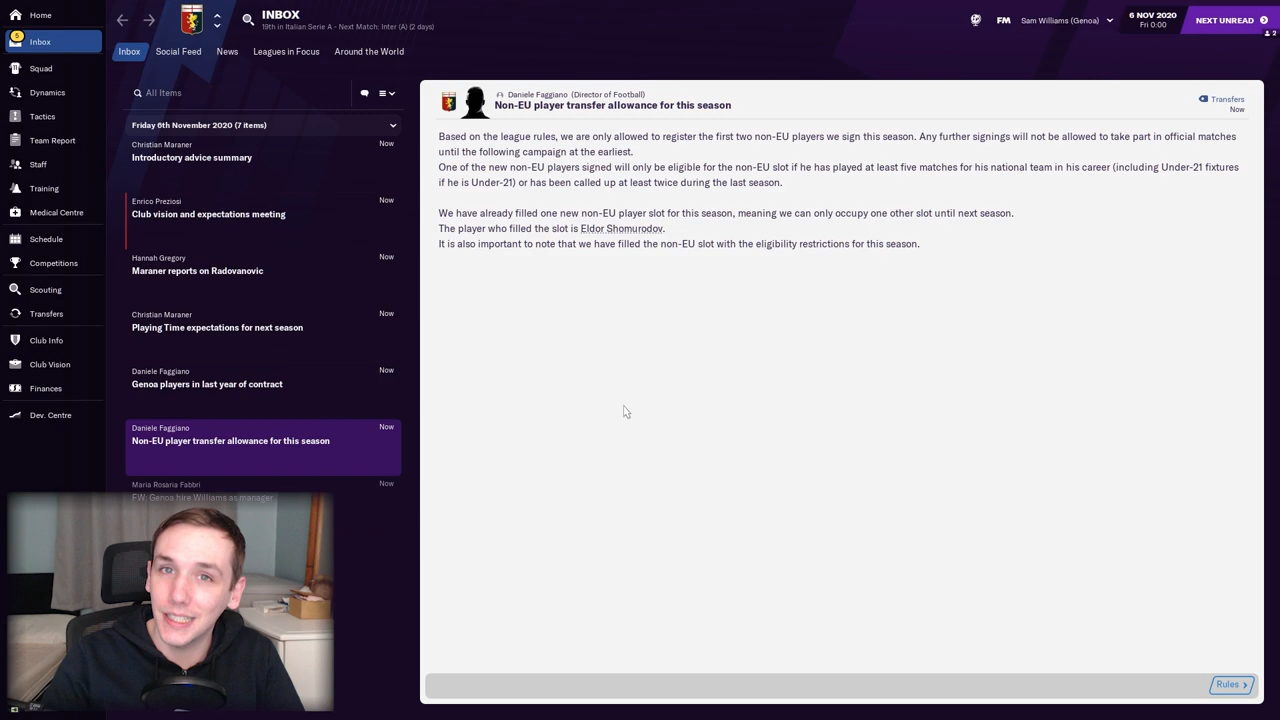 Home
5
Inbox
Squad
Dynamics
Tactics
Team Report
Staff
Training
Medical Centre
Schedule
Competitions
Scouting
Transfers
Club Info
Club Vision
Finances
Dev. Centre
INBOX
19th in Italian Serie A - Next Match: Inter (A) (2 days)
FM
Sam Williams (Genoa)
6 NOV 2020
Fri 0:00
NEXT UNREAD
2
Inbox
Social Feed
News
Leagues in Focus
Around the World
All Items
Friday 6th November 2020 (7 items)
Christian Maraner
Now
Introductory advice summary
Enrico Preziosi
Now
Club vision and expectations meeting
Hannah Gregory
Now
Maraner reports on Radovanovic
Christian Maraner
Now
Playing Time expectations for next season
Daniele Faggiano
Now
Genoa players in last year of contract
Daniele Faggiano
Now
Non-EU player transfer allowance for this season
Maria Rosaria Fabbri
Now
FW: Genoa hire Williams as manager
Daniele Faggiano (Director of Football)
Non-EU player transfer allowance for this season
Transfers
Now
Based on the league rules, we are only allowed to register the first two non-EU players we sign this season. Any further signings will not be allowed to take part in official matches
until the following campaign at the earliest.
One of the new non-EU players signed will only be eligible for the non-EU slot if he has played at least five matches for his national team in his career (including Under-21 fixtures
if he is Under-21) or has been called up at least twice during the last season.
We have already filled one new non-EU player slot for this season, meaning we can only occupy one other slot until next season.
The player who filled the slot is Eldor Shomurodov.
It is also important to note that we have filled the non-EU slot with the eligibility restrictions for this season.
Rules